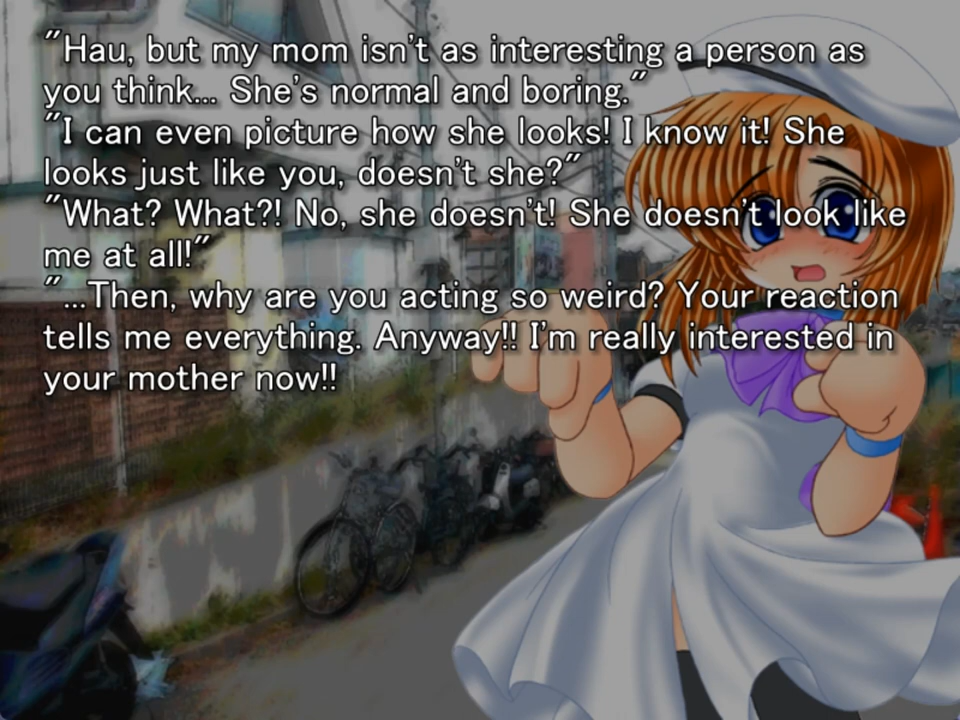 "Hau, but my mom isn't as interesting a person as
you think... She's normal and boring."
"I can even picture how she looks! I know it! She
looks just like you, doesn't she?"
"What? What?! No, she doesn't! She doesn't look like
me at all!"
"...Then, why are you acting so weird? Your reaction
tells me everything. Anyway!! I'm really interested in
your mother now!!